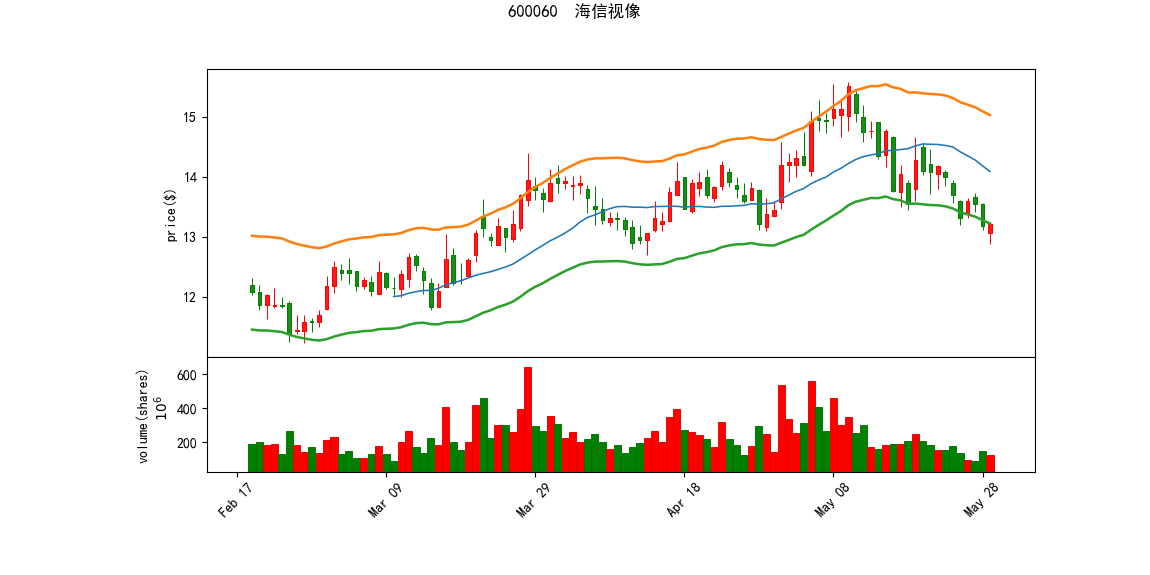 600060 海信视像
price($)
15
14
13
12
volume(shares)
10^6
600
400
200
Feb 17
Mar 09
Mar 29
Apr 18
May 08
May 28